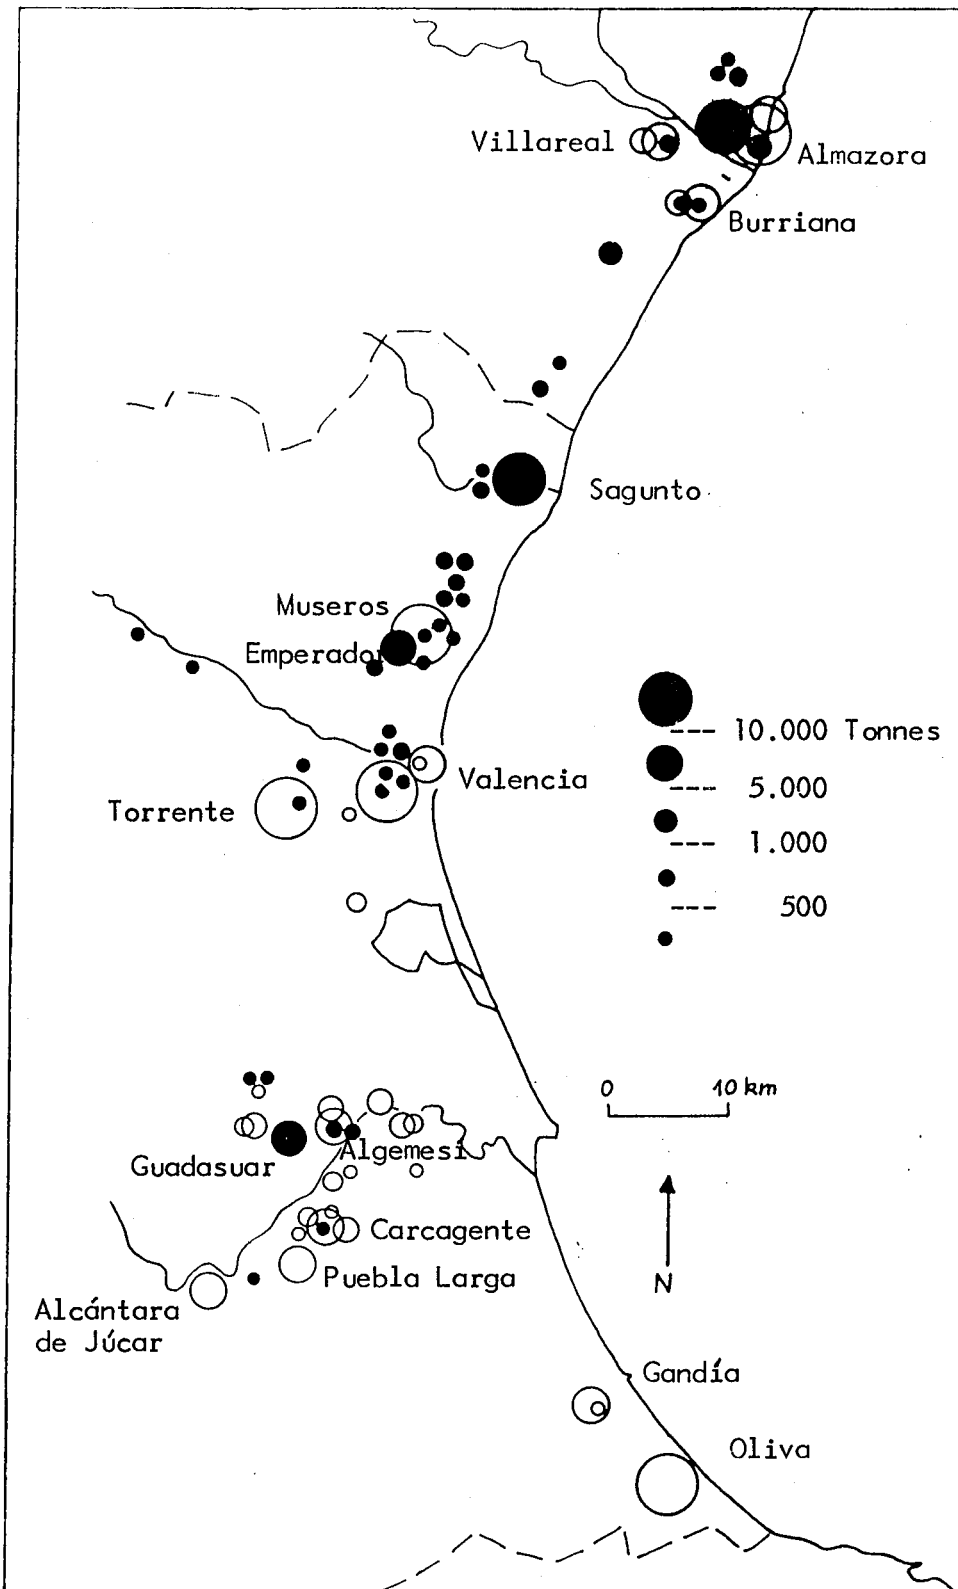 Villareal
Almazora
Burriana
Sagunto
Museros
Emperador
10.000 Tonnes
Valencia
5.000
Torrente
1.000
500
0 10 km
Algemesí
Guadasuar
Carcagente
Puebla Larga
N
Alcántara
de Júcar
Gandía
Oliva